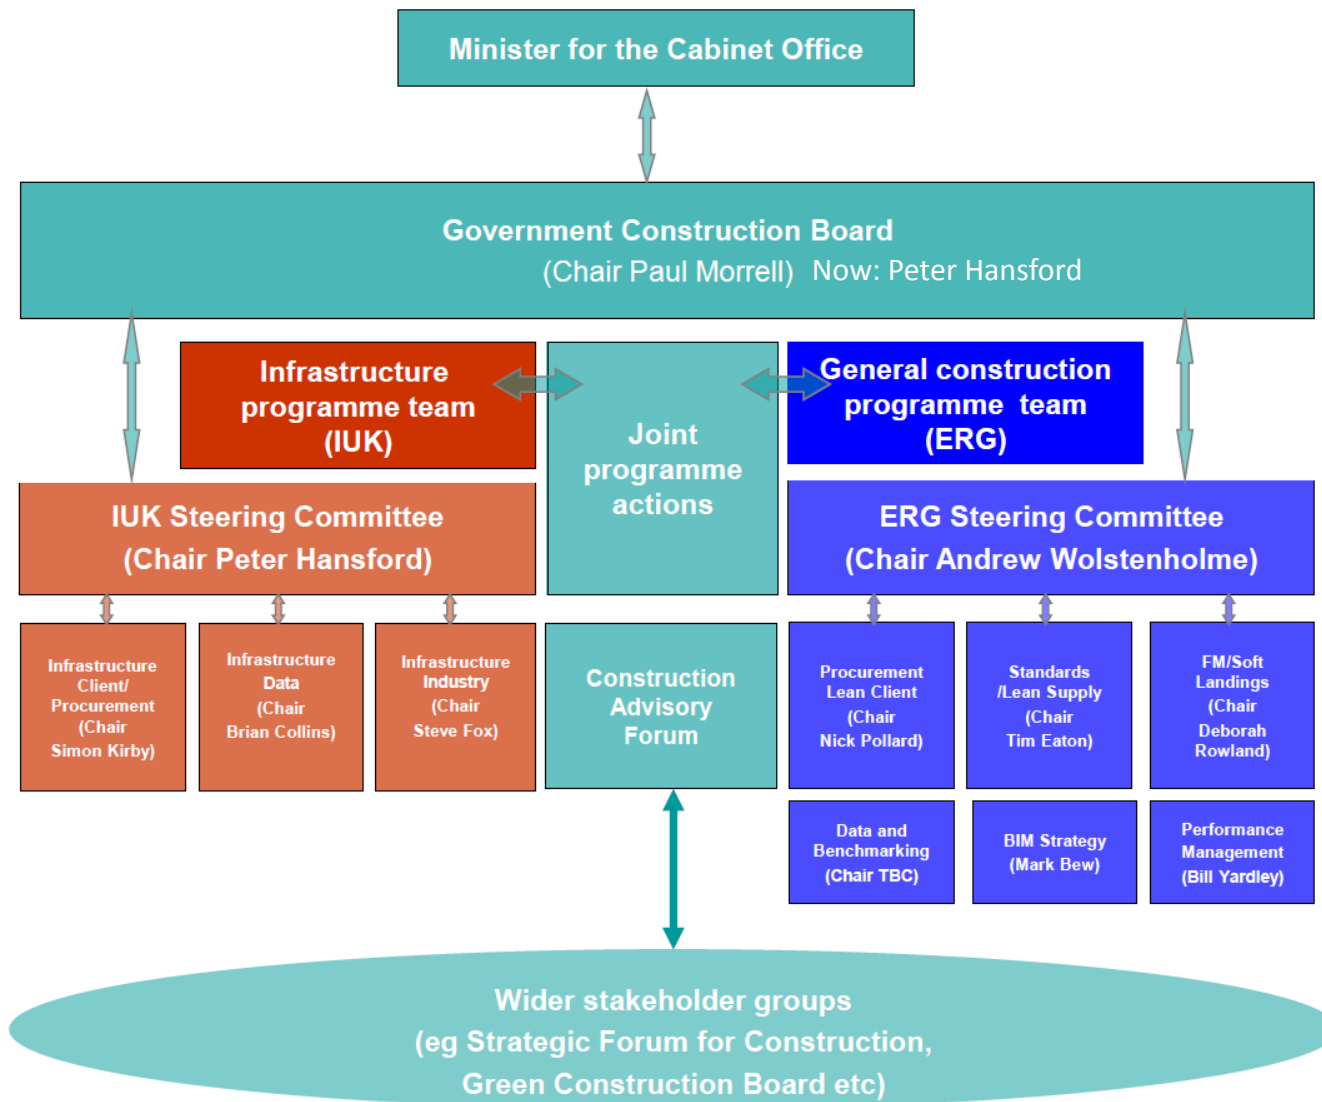 Minister for the Cabinet Office
Government Construction Board
(Chair Paul Morrell) Now: Peter Hansford
Infrastructure
programme team
(IUK)
Joint
programme
actions
General construction
programme team
(ERG)
IUK Steering Committee
(Chair Peter Hansford)
ERG Steering Committee
(Chair Andrew Wolstenholme)
Infrastructure
Client/
Procurement
(Chair
Simon Kirby)
Infrastructure
Data
(Chair
Brian Collins)
Infrastructure
Industry
(Chair
Steve Fox)
Construction
Advisory
Forum
Procurement
Lean Client
(Chair
Nick Pollard)
Standards
/Lean Supply
(Chair
Tim Eaton)
FM/Soft
Landings
(Chair
Deborah
Rowland)
Data and
Benchmarking
(Chair TBC)
BIM Strategy
(Mark Bew)
Performance
Management
(Bill Yardley)
Wider stakeholder groups
(eg Strategic Forum for Construction,
Green Construction Board etc)